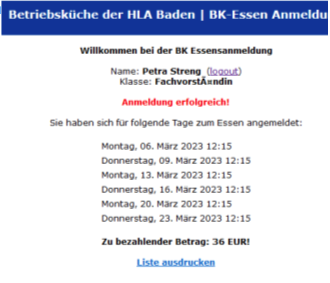 Betriebsküche der HLA Baden | BK-Essen Anmeldu
Willkommen bei der BK Essensanmeldung
Name: Petra Streng (logout)
Klasse: FachvorstÃ¤ndin
Anmeldung erfolgreich!
Sie haben sich für folgende Tage zum Essen angemeldet:
Montag, 06. März 2023 12:15
Donnerstag, 09. März 2023 12:15
Montag, 13. März 2023 12:15
Donnerstag, 16. März 2023 12:15
Montag, 20. März 2023 12:15
Donnerstag, 23. März 2023 12:15
Zu bezahlender Betrag: 36 EUR!
Liste ausdrucken